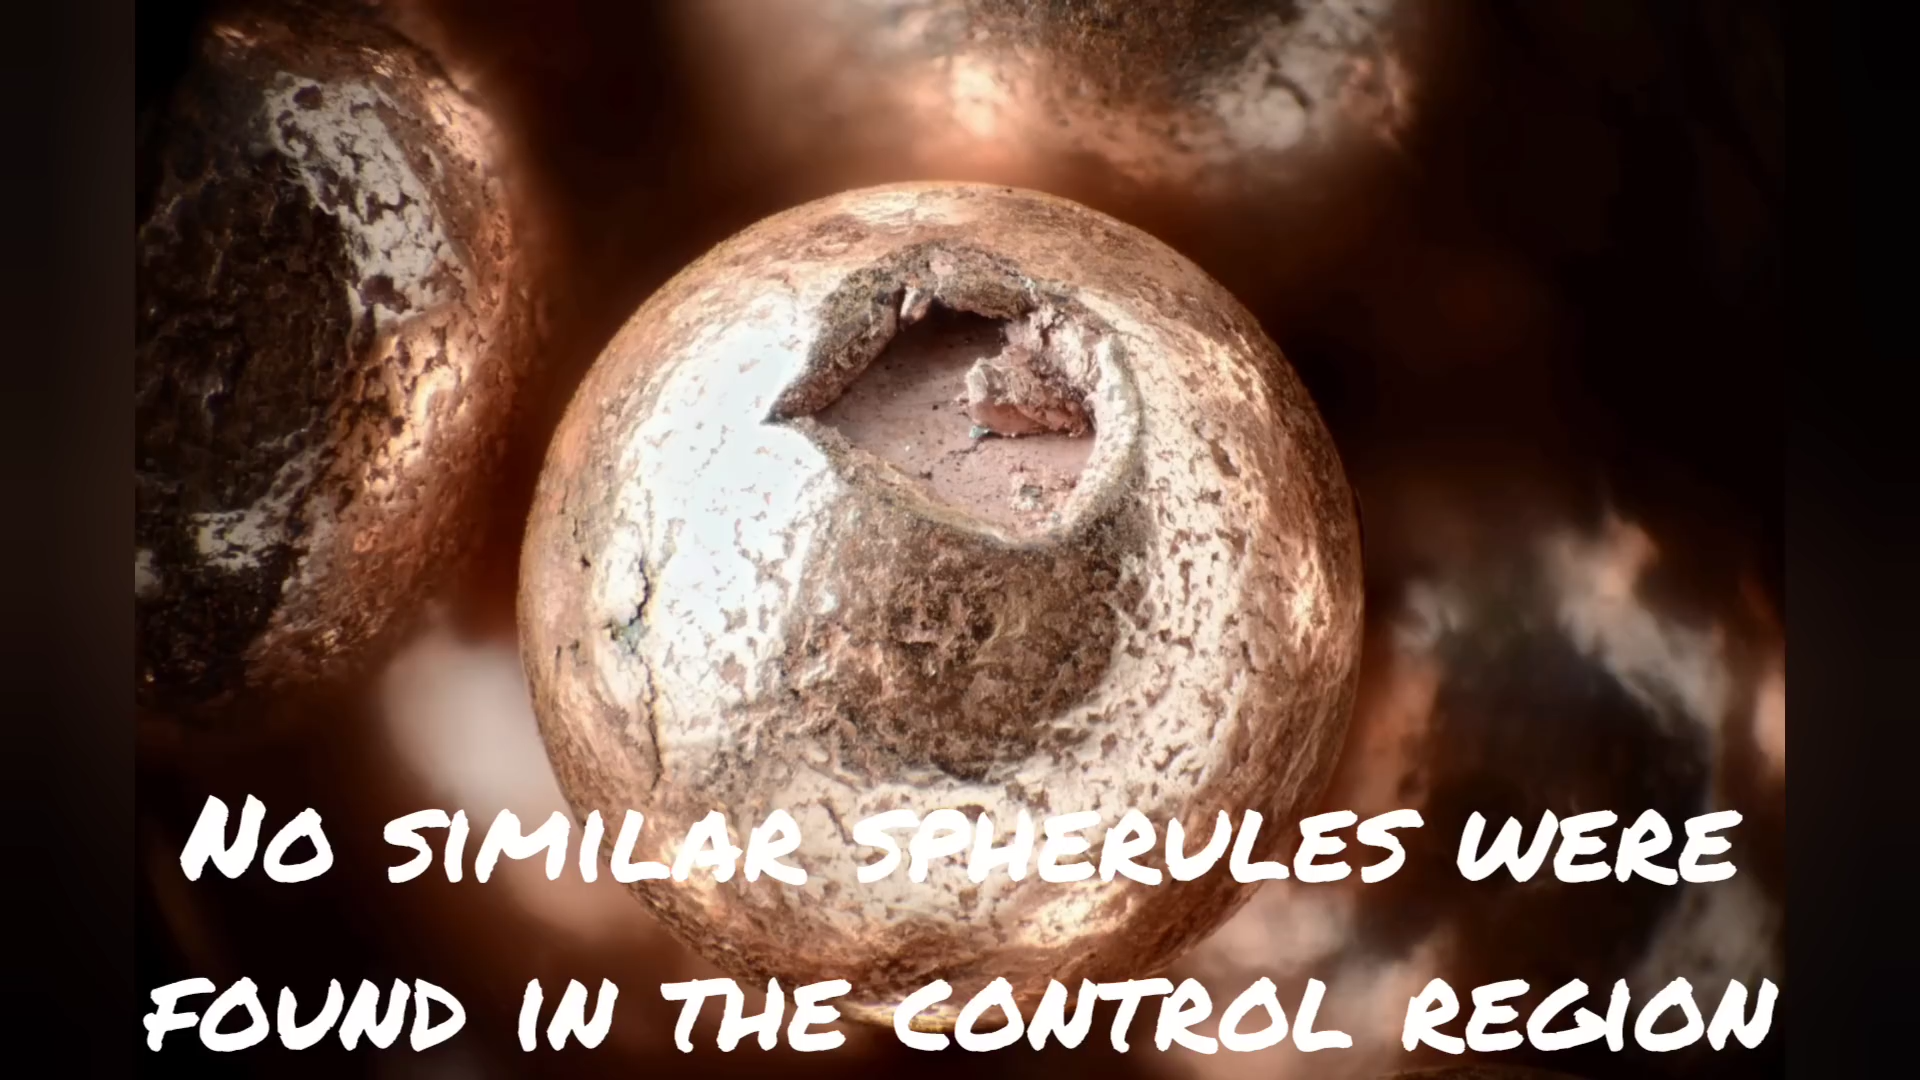 No similar spherules were
found in the control region